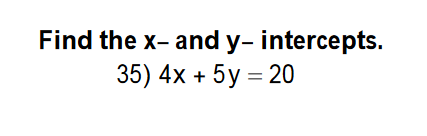 Find the x– and y– intercepts.
35) 4x + 5y = 20